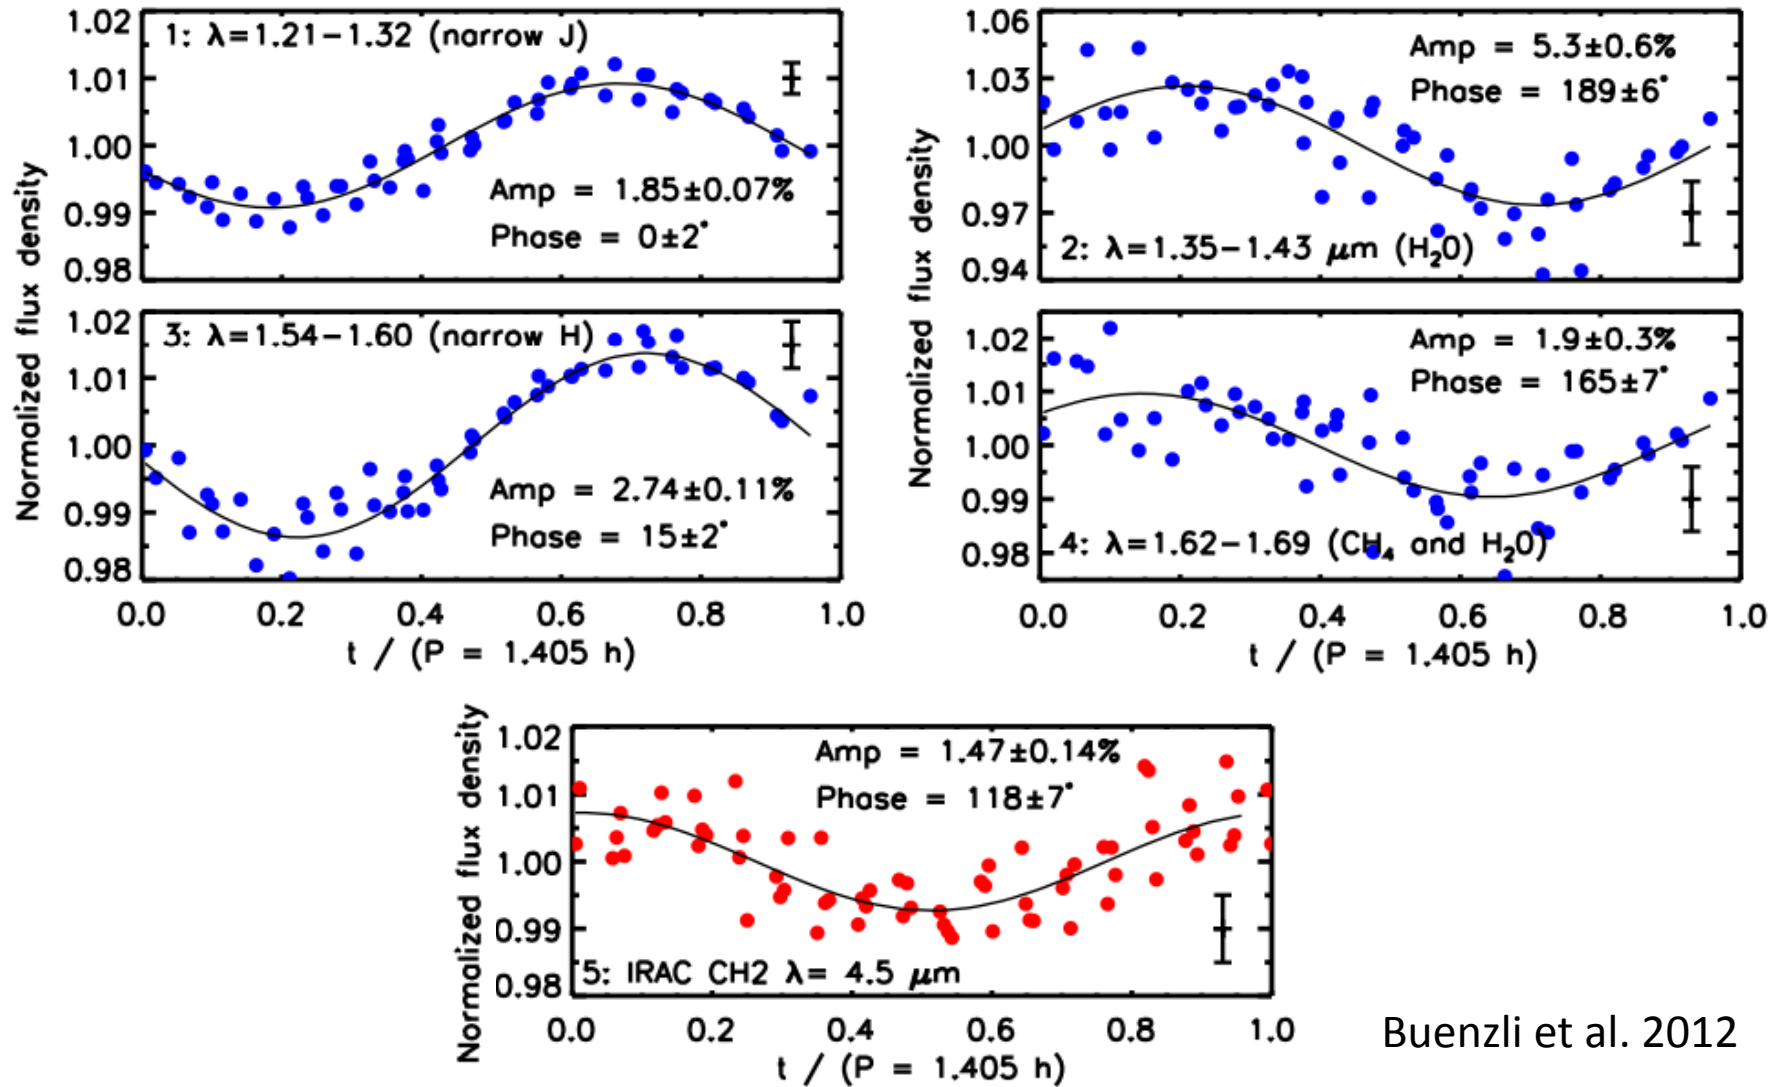 1: λ=1.21−1.32 (narrow J)
Amp = 1.85±0.07%
Phase = 0±2°
1.02
1.01
1.00
0.99
0.98
Normalized flux density
Amp = 5.3±0.6%
Phase = 189±6°
2: λ=1.35−1.43 μm (H₂O)
1.06
1.03
1.00
0.97
0.94
Normalized flux density
3: λ=1.54−1.60 (narrow H)
Amp = 2.74±0.11%
Phase = 15±2°
1.02
1.01
1.00
0.99
0.98
0.0 0.2 0.4 0.6 0.8 1.0
t / (P = 1.405 h)
Amp = 1.9±0.3%
Phase = 165±7°
4: λ=1.62−1.69 (CH₄ and H₂O)
1.02
1.01
1.00
0.99
0.98
0.0 0.2 0.4 0.6 0.8 1.0
t / (P = 1.405 h)
Normalized flux density
Amp = 1.47±0.14%
Phase = 118±7°
5: IRAC CH2 λ= 4.5 μm
1.02
1.01
1.00
0.99
0.98
0.0 0.2 0.4 0.6 0.8 1.0
t / (P = 1.405 h)
Buenzli et al. 2012